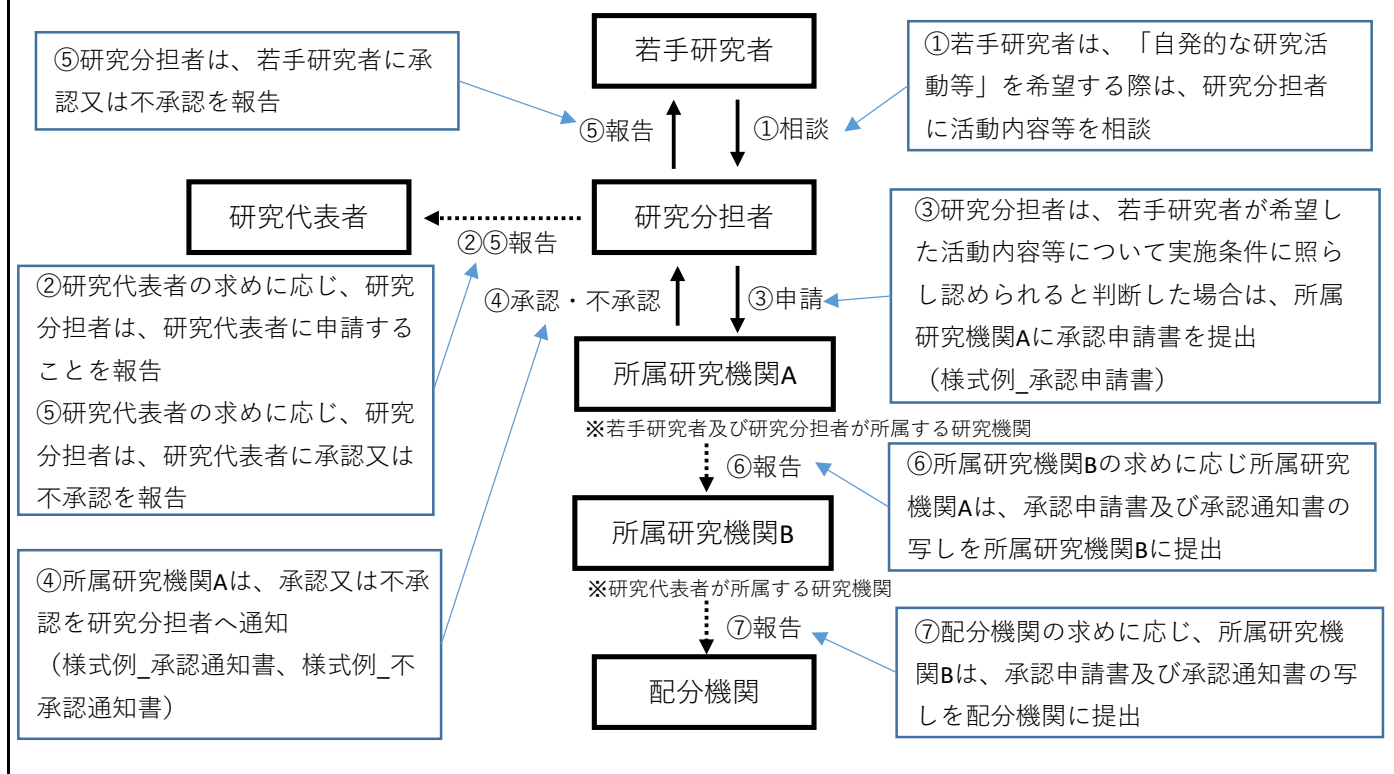 若手研究者
⑤研究分担者は、若手研究者に承
認又は不承認を報告
①若手研究者は、「自発的な研究活
動等」を希望する際は、研究分担者
に活動内容等を相談
⑤報告
①相談
研究代表者
研究分担者
②⑤報告
③研究分担者は、若手研究者が希望し
た活動内容等について実施条件に照ら
し認められると判断した場合は、所属
研究機関Aに承認申請書を提出
（様式例_承認申請書）
②研究代表者の求めに応じ、研究
分担者は、研究代表者に申請する
ことを報告
⑤研究代表者の求めに応じ、研究
分担者は、研究代表者に承認又は
不承認を報告
④承認・不承認
③申請
所属研究機関A
※若手研究者及び研究分担者が所属する研究機関
⑥報告
⑥所属研究機関Bの求めに応じ所属研究
機関Aは、承認申請書及び承認通知書の
写しを所属研究機関Bに提出
所属研究機関B
※研究代表者が所属する研究機関
④所属研究機関Aは、承認又は不承
認を研究分担者へ通知
（様式例_承認通知書、様式例_不
承認通知書）
⑦報告
⑦配分機関の求めに応じ、所属研究機
関Bは、承認申請書及び承認通知書の写
しを配分機関に提出
配分機関